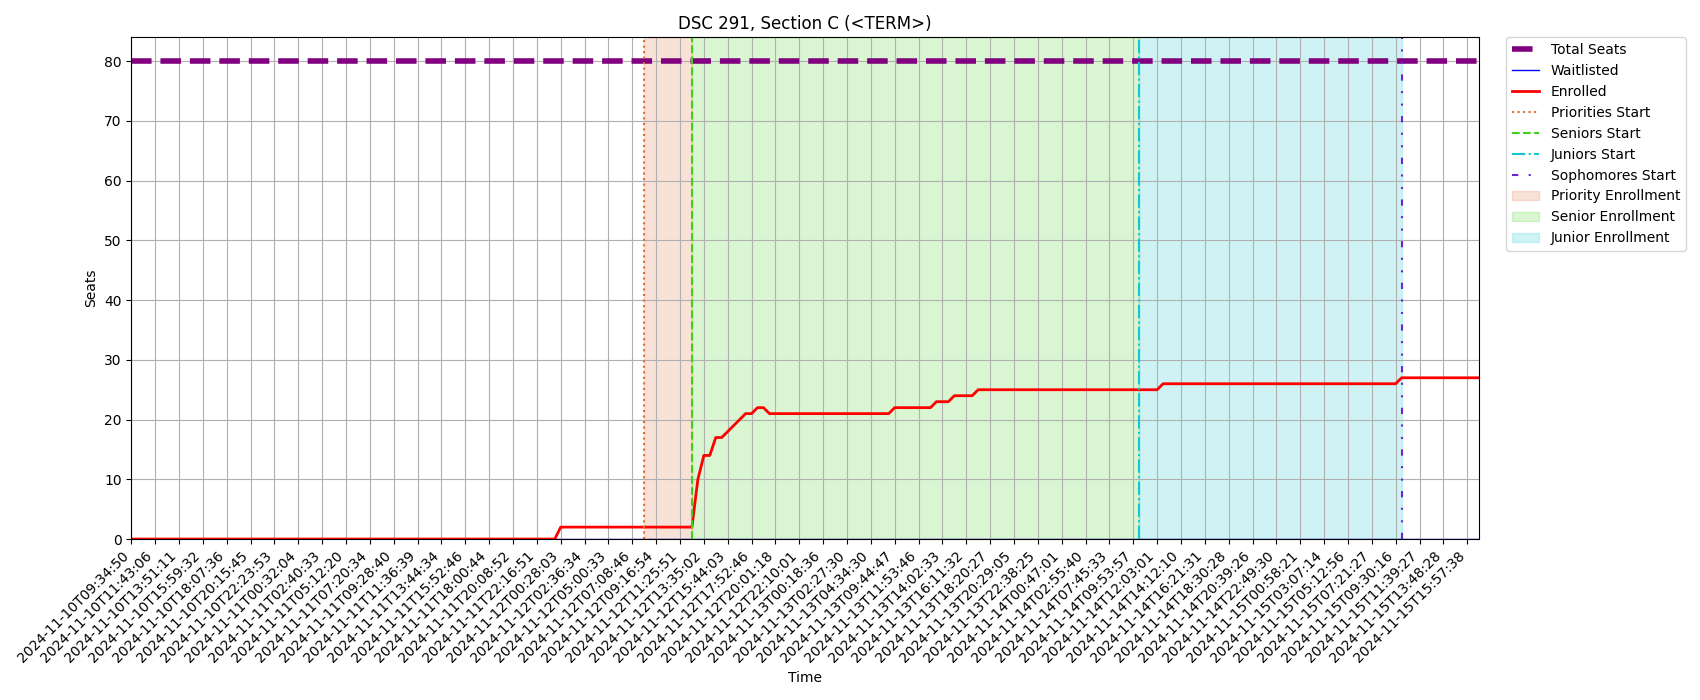 DSC 291, Section C (<TERM>)
Seats
80
70
60
50
40
30
20
10
0
2024-11-10T09:34:50
2024-11-10T11:43:06
2024-11-10T13:51:11
2024-11-10T15:59:32
2024-11-10T18:07:36
2024-11-10T20:15:45
2024-11-10T22:23:53
2024-11-11T00:32:04
2024-11-11T02:40:33
2024-11-11T05:12:20
2024-11-11T07:20:34
2024-11-11T09:28:40
2024-11-11T11:36:39
2024-11-11T13:44:34
2024-11-11T15:52:46
2024-11-11T18:00:44
2024-11-11T20:08:52
2024-11-11T22:16:51
2024-11-12T00:28:03
2024-11-12T02:36:34
2024-11-12T05:00:33
2024-11-12T07:08:46
2024-11-12T09:16:54
2024-11-12T11:25:51
2024-11-12T13:35:02
2024-11-12T15:44:03
2024-11-12T17:52:46
2024-11-12T20:01:18
2024-11-12T22:10:01
2024-11-13T00:18:36
2024-11-13T02:27:30
2024-11-13T04:34:30
2024-11-13T09:44:47
2024-11-13T11:53:46
2024-11-13T14:02:33
2024-11-13T16:11:32
2024-11-13T18:20:27
2024-11-13T20:29:05
2024-11-13T22:38:25
2024-11-14T00:47:01
2024-11-14T02:55:40
2024-11-14T07:45:33
2024-11-14T09:53:57
2024-11-14T12:03:01
2024-11-14T14:12:10
2024-11-14T16:21:31
2024-11-14T18:30:28
2024-11-14T20:39:26
2024-11-14T22:49:30
2024-11-15T00:58:21
2024-11-15T03:07:14
2024-11-15T05:12:56
2024-11-15T07:21:27
2024-11-15T09:30:16
2024-11-15T11:39:27
2024-11-15T13:48:28
2024-11-15T15:57:38
Time
Total Seats
Waitlisted
Enrolled
Priorities Start
Seniors Start
Juniors Start
Sophomores Start
Priority Enrollment
Senior Enrollment
Junior Enrollment